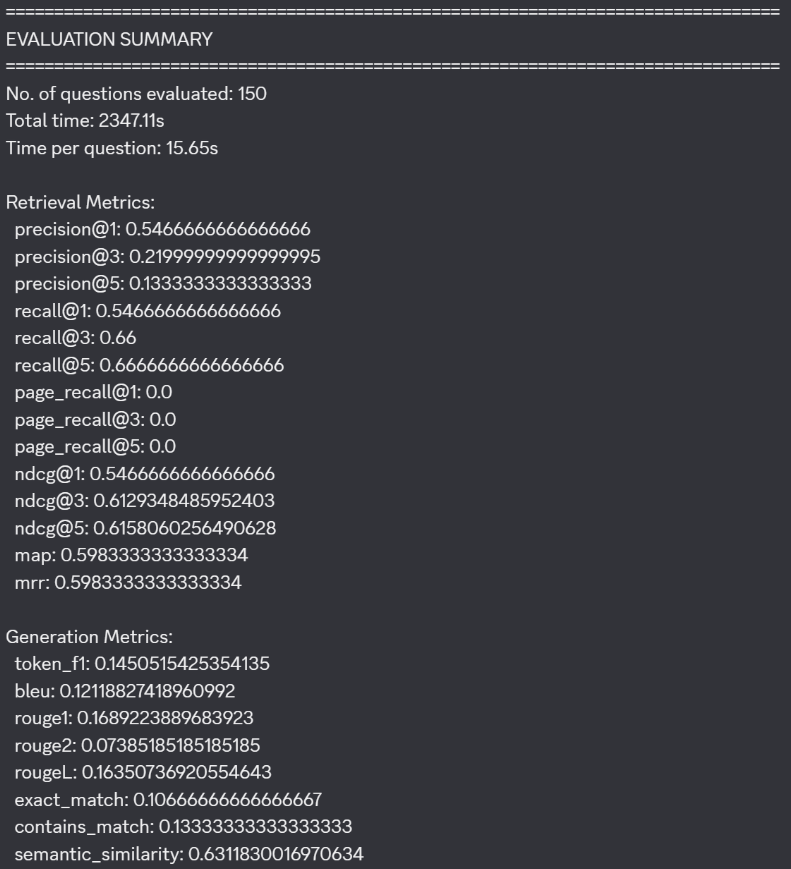 ================================================================================
EVALUATION SUMMARY
================================================================================
No. of questions evaluated: 150
Total time: 2347.11s
Time per question: 15.65s

Retrieval Metrics:
precision@1: 0.5466666666666666
precision@3: 0.21999999999999995
precision@5: 0.1333333333333333
recall@1: 0.5466666666666666
recall@3: 0.66
recall@5: 0.6666666666666666
page_recall@1: 0.0
page_recall@3: 0.0
page_recall@5: 0.0
ndcg@1: 0.5466666666666666
ndcg@3: 0.6129348485952403
ndcg@5: 0.6158060256490628
map: 0.5983333333333334
mrr: 0.5983333333333334

Generation Metrics:
token_f1: 0.1450515425354135
bleu: 0.12118827418960992
rouge1: 0.1689223889683923
rouge2: 0.07385185185185185
rougeL: 0.16350736920554643
exact_match: 0.10666666666666667
contains_match: 0.13333333333333333
semantic_similarity: 0.6311830016970634